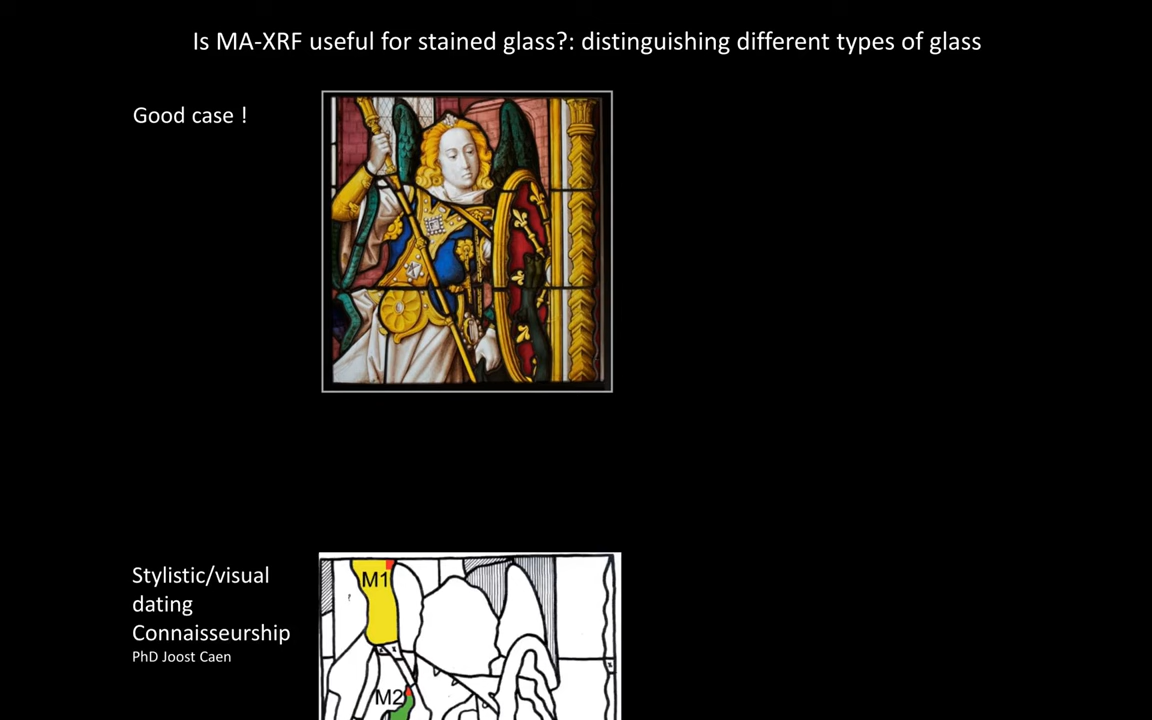 Is MA-XRF useful for stained glass?: distinguishing different types of glass
Good case !
Stylistic/visual
dating
Connaisseurship
PhD Joost Caen
M1
M2